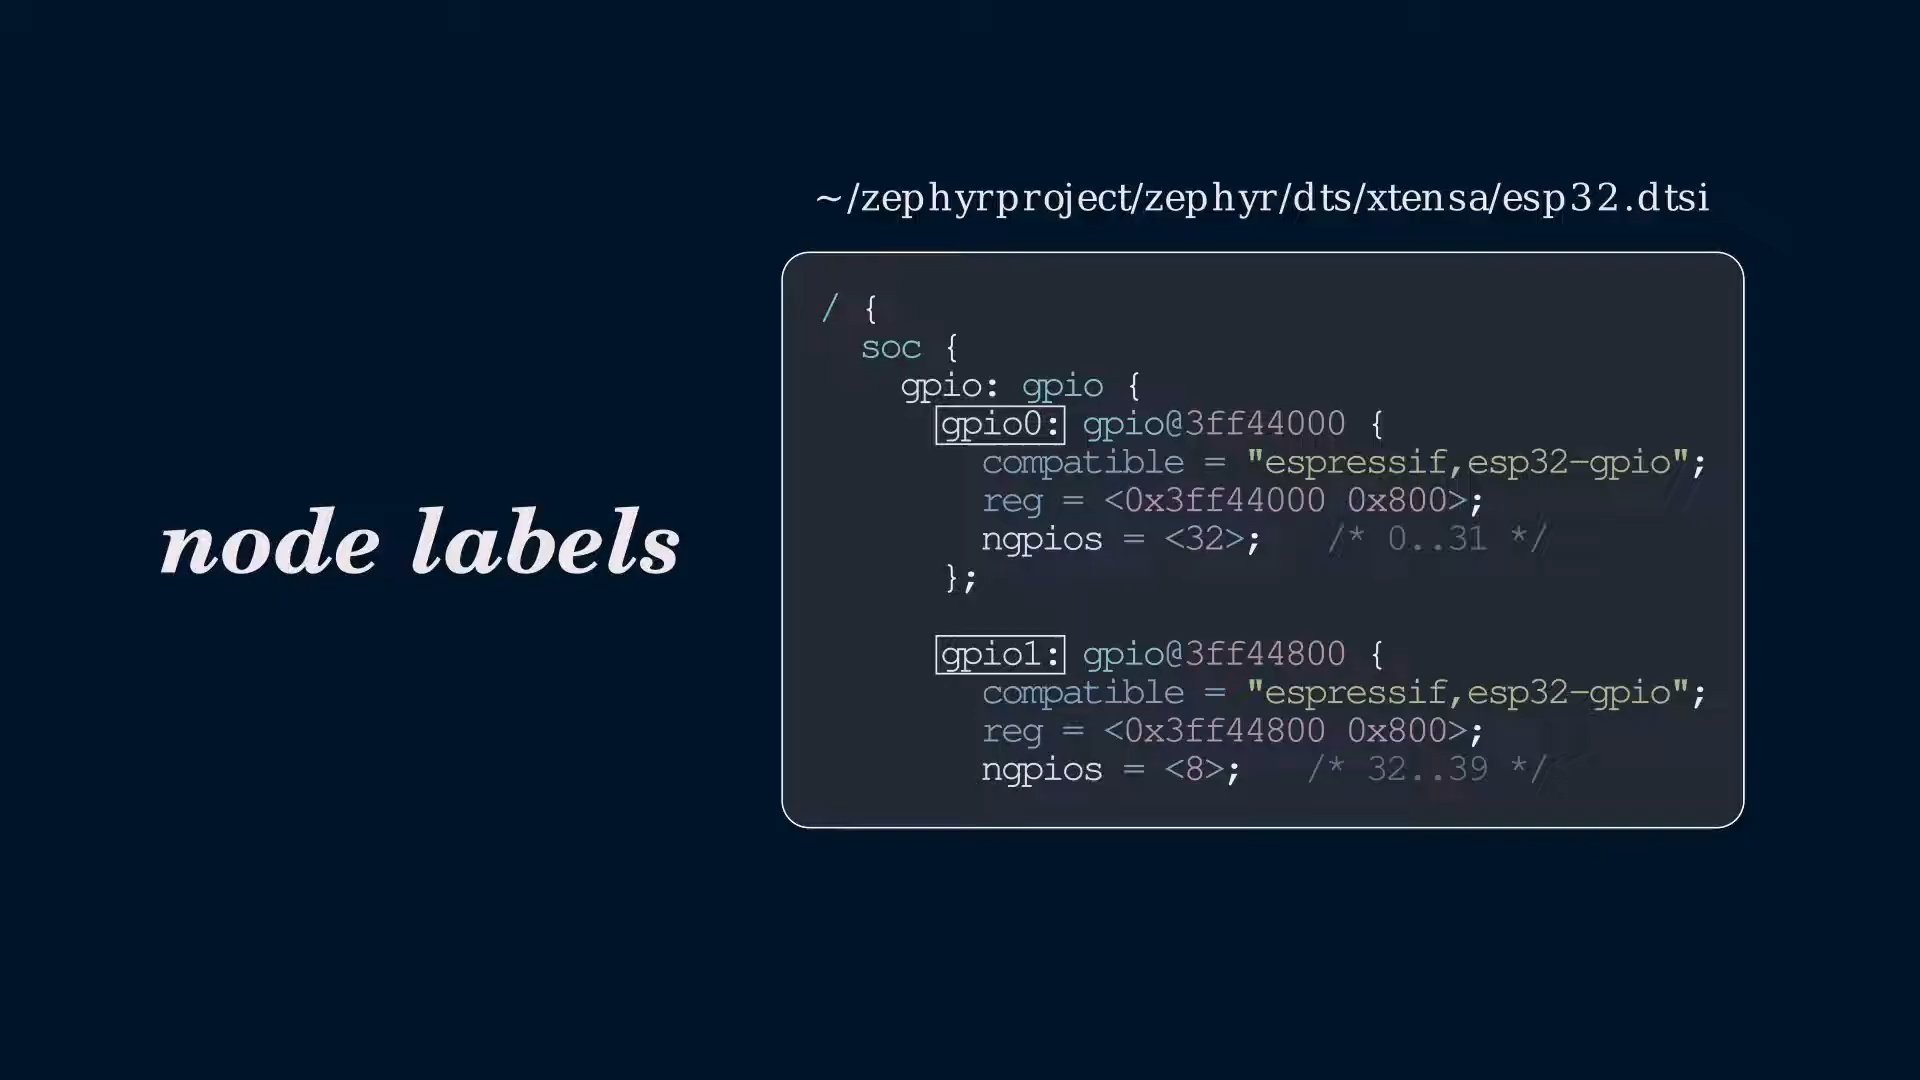 node labels
~/zephyrproject/zephyr/dts/xtensa/esp32.dtsi
/ {
soc {
gpio: gpio {
gpio0: gpio@3ff44000 {
compatible = "espressif,esp32-gpio";
reg = <0x3ff44000 0x800>;
ngpios = <32>; /* 0..31 */
};
gpio1: gpio@3ff44800 {
compatible = "espressif,esp32-gpio";
reg = <0x3ff44800 0x800>;
ngpios = <8>; /* 32..39 */